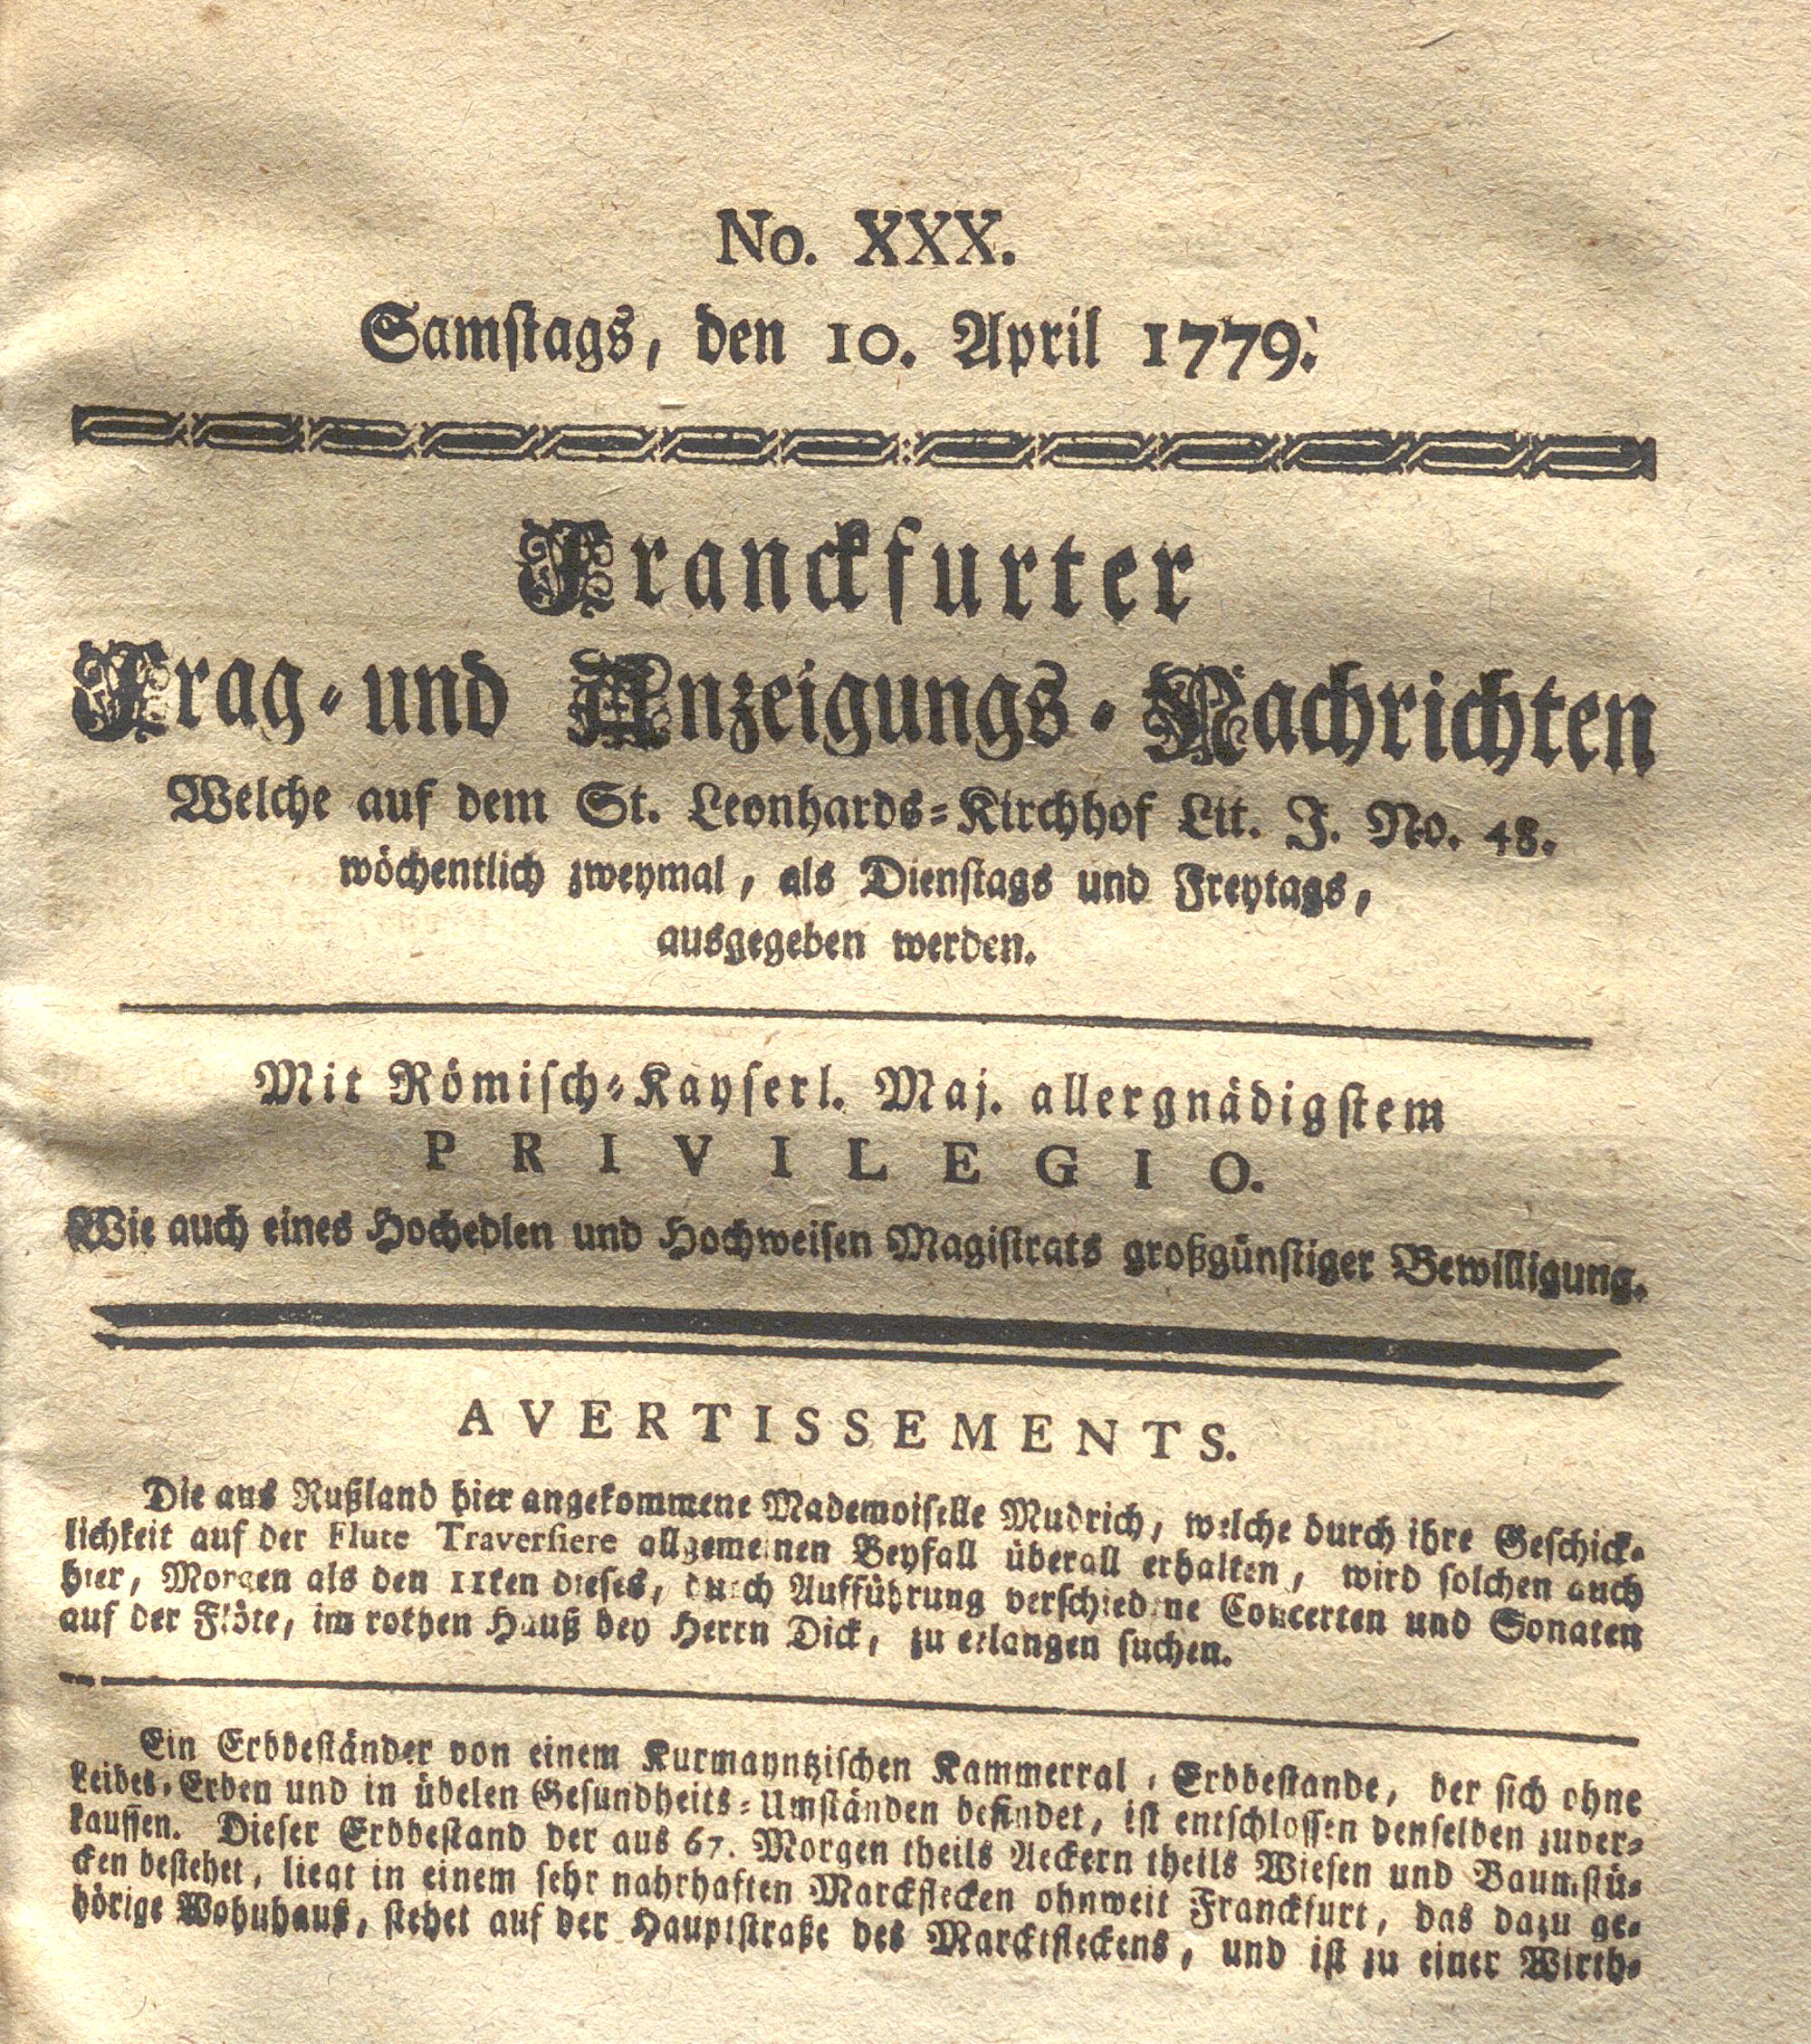 No. XXX.
Samstags, den 10. April 1779.
Franckfurter
Frag- und Anzeigungs-Nachrichten
Welche auf dem St. Leonhards-Kirchhof Lit. J. No. 48.
wöchentlich zweymal, als Dienstags und Freytags,
ausgegeben werden.
Mit Römisch-Kayserl. Maj. allergnädigstem
PRIVILEGIO.
Wie auch eines Hochedlen und Hochweisen Magistrats großgünstiger Bewilligung.
AVERTISSEMENTS.
Die aus Rußland hier angekommene Mademoiselle Mudrich, welche durch ihre Geschick-
lichkeit auf der Flute Traversiere allgemeinen Beyfall überall erhalten, wird solchen auch
hier, Morgen als den 11ten dieses, durch Aufführung verschiedene Concerten und Sonaten
auf der Flöte, im rothen Hauß bey Herrn Dick, zu erlangen suchen.
Ein Erbbeständer von einem Kurmayntzischen Kammerral-Erbbestande, der sich ohne
Leibes-Erben und in übelen Gesundheits-Umständen befindet, ist entschlossen denselben zuver-
kauffen. Dieser Erbbestand der aus 67. Morgen theils Aeckern theils Wiesen und Baumstü-
cken bestehet, liegt in einem sehr nahrhaften Marckflecken ohnweit Franckfurt, das dazu ge-
hörige Wohnhauß, stehet auf der Hauptstraße des Marcktfleckens, und ist zu einer Wirth-